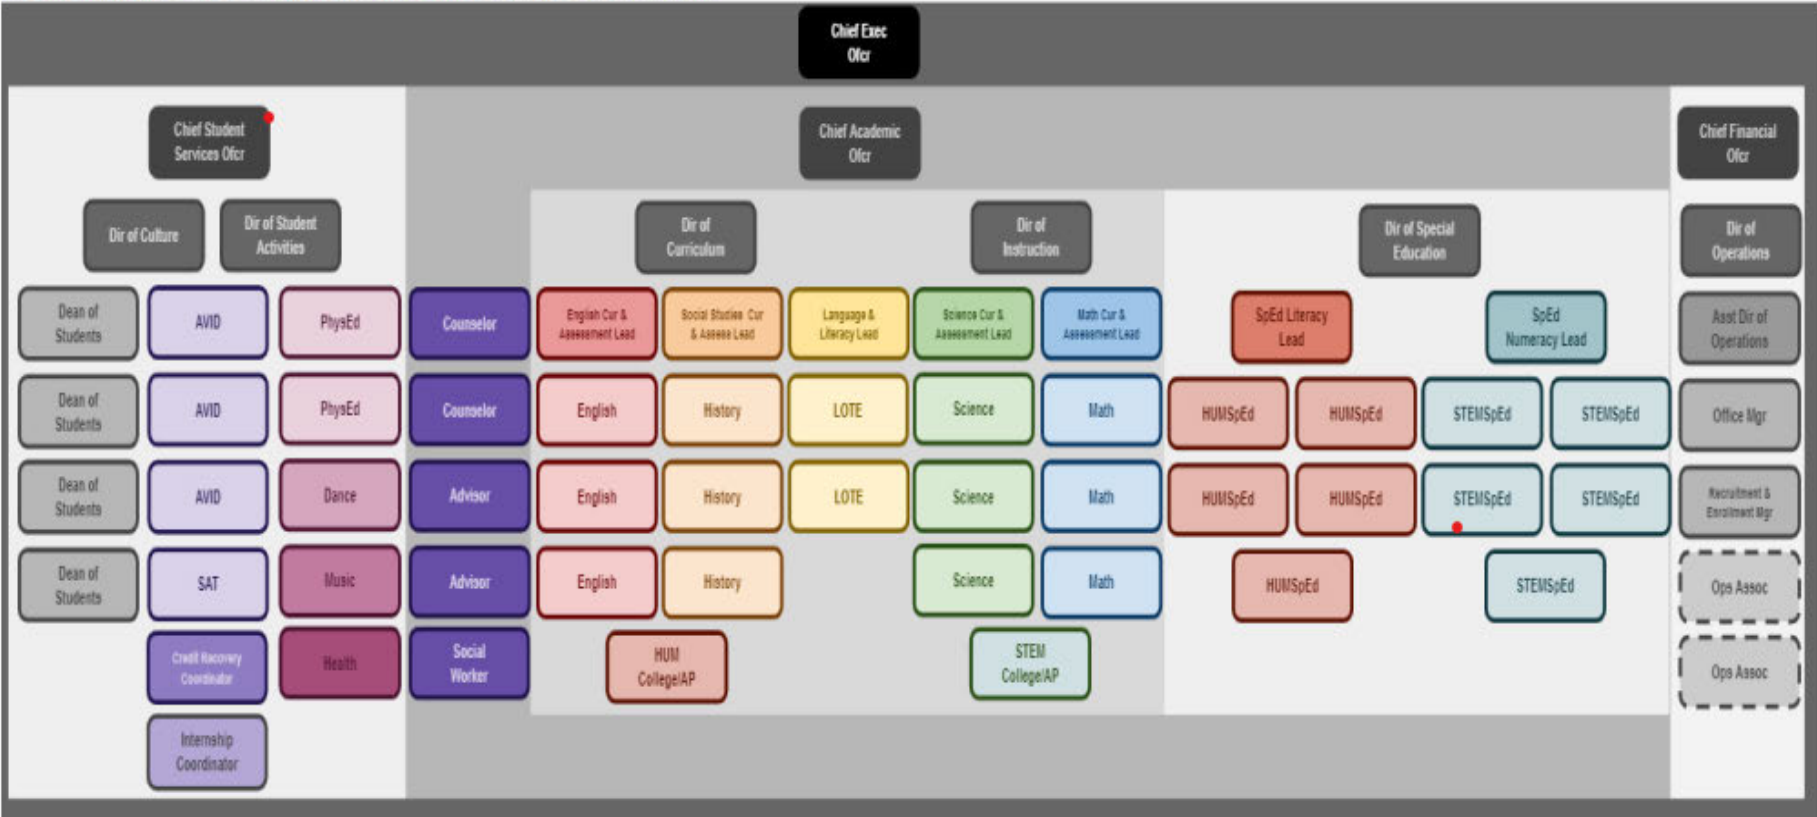 Chief Exec
Ofcr
Chief Student
Services Ofcr
Chief Academic
Ofcr
Chief Financial
Ofcr
Dir of Culture
Dir of Student
Activities
Dir of
Curriculum
Dir of
Instruction
Dir of Special
Education
Dir of
Operations
Dean of
Students
AVID
PhysEd
Counselor
English Cur &
Assessment Lead
Social Studies Cur
& Assess Lead
Language &
Literacy Lead
Science Cur &
Assessment Lead
Math Cur &
Assessment Lead
SpEd Literacy
Lead
SpEd
Numeracy Lead
Asst Dir of
Operations
Dean of
Students
AVID
PhysEd
Counselor
English
History
LOTE
Science
Math
HUMSpEd
HUMSpEd
STEMSpEd
STEMSpEd
Office Mgr
Dean of
Students
AVID
Dance
Advisor
English
History
LOTE
Science
Math
HUMSpEd
HUMSpEd
STEMSpEd
STEMSpEd
Recruitment &
Enrollment Mgr
Dean of
Students
SAT
Music
Advisor
English
History
Science
Math
HUMSpEd
STEMSpEd
Ops Assoc
Credit Recovery
Coordinator
Health
Social
Worker
HUM
College/AP
STEM
College/AP
Ops Assoc
Internship
Coordinator